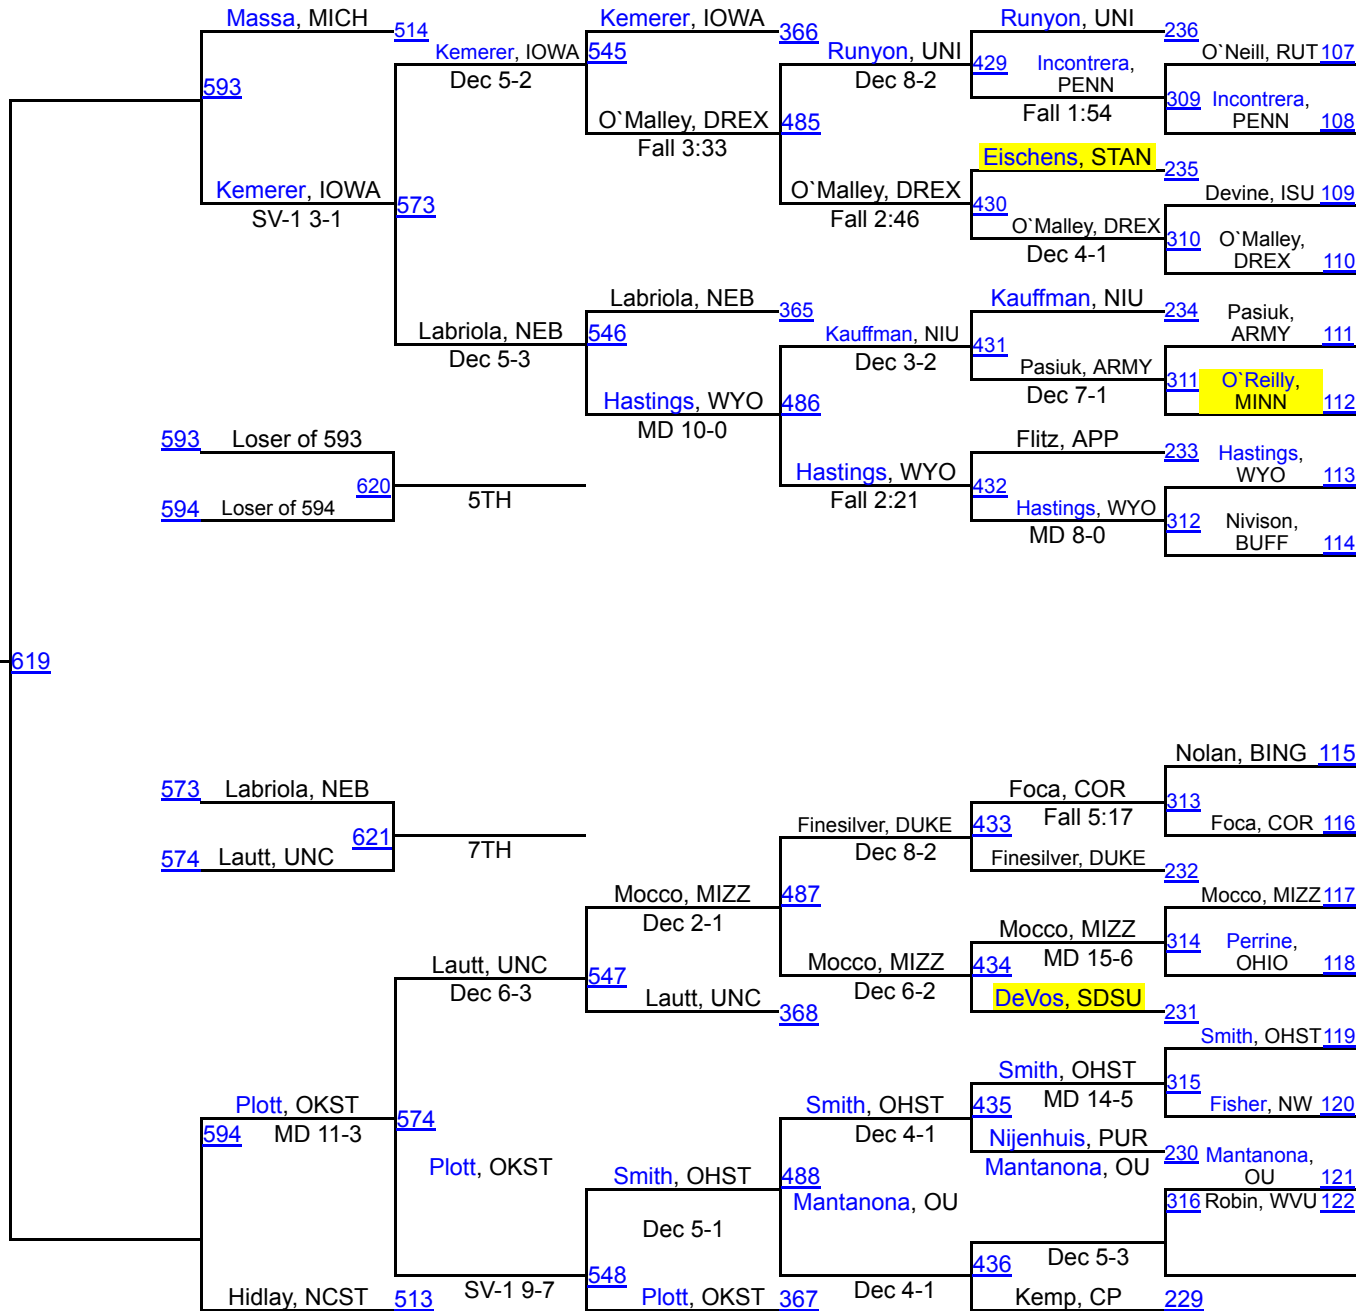 Massa, MICH
514
Kemerer, IOWA
366
Runyon, UNI
236
O`Neill, RUT 107
Kemerer, IOWA
Dec 5-2
545
Runyon, UNI
Dec 8-2
429
Incontrera,
PENN
Fall 1:54
309
Incontrera,
PENN
108
593
O`Malley, DREX
Fall 3:33
485
Eischens, STAN
235
Devine, ISU 109
Kemerer, IOWA
SV-1 3-1
573
O`Malley, DREX
Fall 2:46
430
O`Malley, DREX
Dec 4-1
310
O`Malley,
DREX
110
Labriola, NEB
365
Kauffman, NIU
234
Pasiuk,
ARMY
111
Labriola, NEB
Dec 5-3
546
Kauffman, NIU
Dec 3-2
431
Pasiuk, ARMY
Dec 7-1
311
O`Reilly,
MINN
112
Hastings, WYO
MD 10-0
486
Flitz, APP
233
Hastings,
WYO
113
593
Loser of 593
Hastings, WYO
Fall 2:21
432
Hastings, WYO
MD 8-0
312
Nivison,
BUFF
114
620
5TH
594
Loser of 594
619
Nolan, BING 115
573
Labriola, NEB
Foca, COR
Fall 5:17
313
Foca, COR 116
621
7TH
Finesilver, DUKE
Dec 8-2
433
Finesilver, DUKE
232
574
Lautt, UNC
Mocco, MIZZ
Dec 2-1
487
Mocco, MIZZ 117
Mocco, MIZZ
MD 15-6
314
Perrine,
OHIO
118
Lautt, UNC
Dec 6-3
547
Mocco, MIZZ
Dec 6-2
434
DeVos, SDSU
231
Lautt, UNC
368
Smith, OHST 119
Smith, OHST
MD 14-5
315
Fisher, NW 120
Plott, OKST
MD 11-3
594
574
Smith, OHST
Dec 4-1
435
Nijenhuis, PUR
230
Plott, OKST
Smith, OHST
Dec 5-1
488
Mantanona, OU
Mantanona, OU
Mantanona,
OU
121
316
Robin, WVU 122
Dec 5-3
436
SV-1 9-7
548
Dec 4-1
Hidlay, NCST
513
Plott, OKST
367
Kemp, CP
229